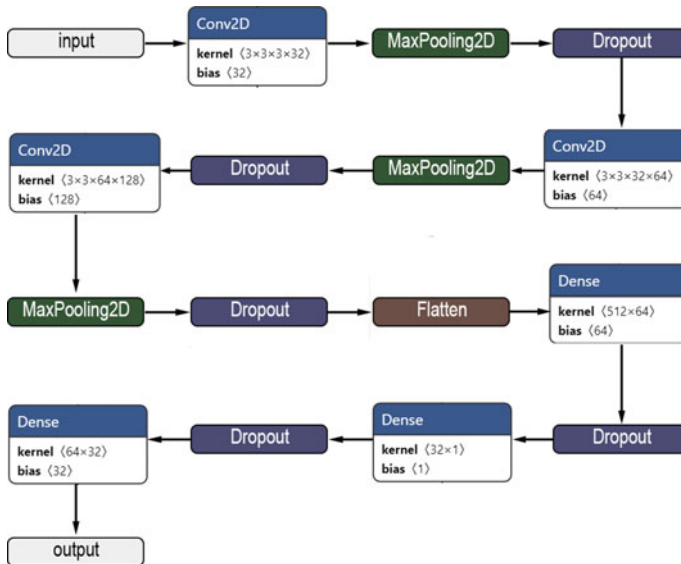 input
Conv2D
kernel ⟨3×3×3×32⟩
bias ⟨32⟩
MaxPooling2D
Dropout
Conv2D
kernel ⟨3×3×32×64⟩
bias ⟨64⟩
MaxPooling2D
Dropout
Conv2D
kernel ⟨3×3×64×128⟩
bias ⟨128⟩
MaxPooling2D
Dropout
Flatten
Dense
kernel ⟨512×64⟩
bias ⟨64⟩
Dropout
Dense
kernel ⟨32×1⟩
bias ⟨1⟩
Dropout
Dense
kernel ⟨64×32⟩
bias ⟨32⟩
output